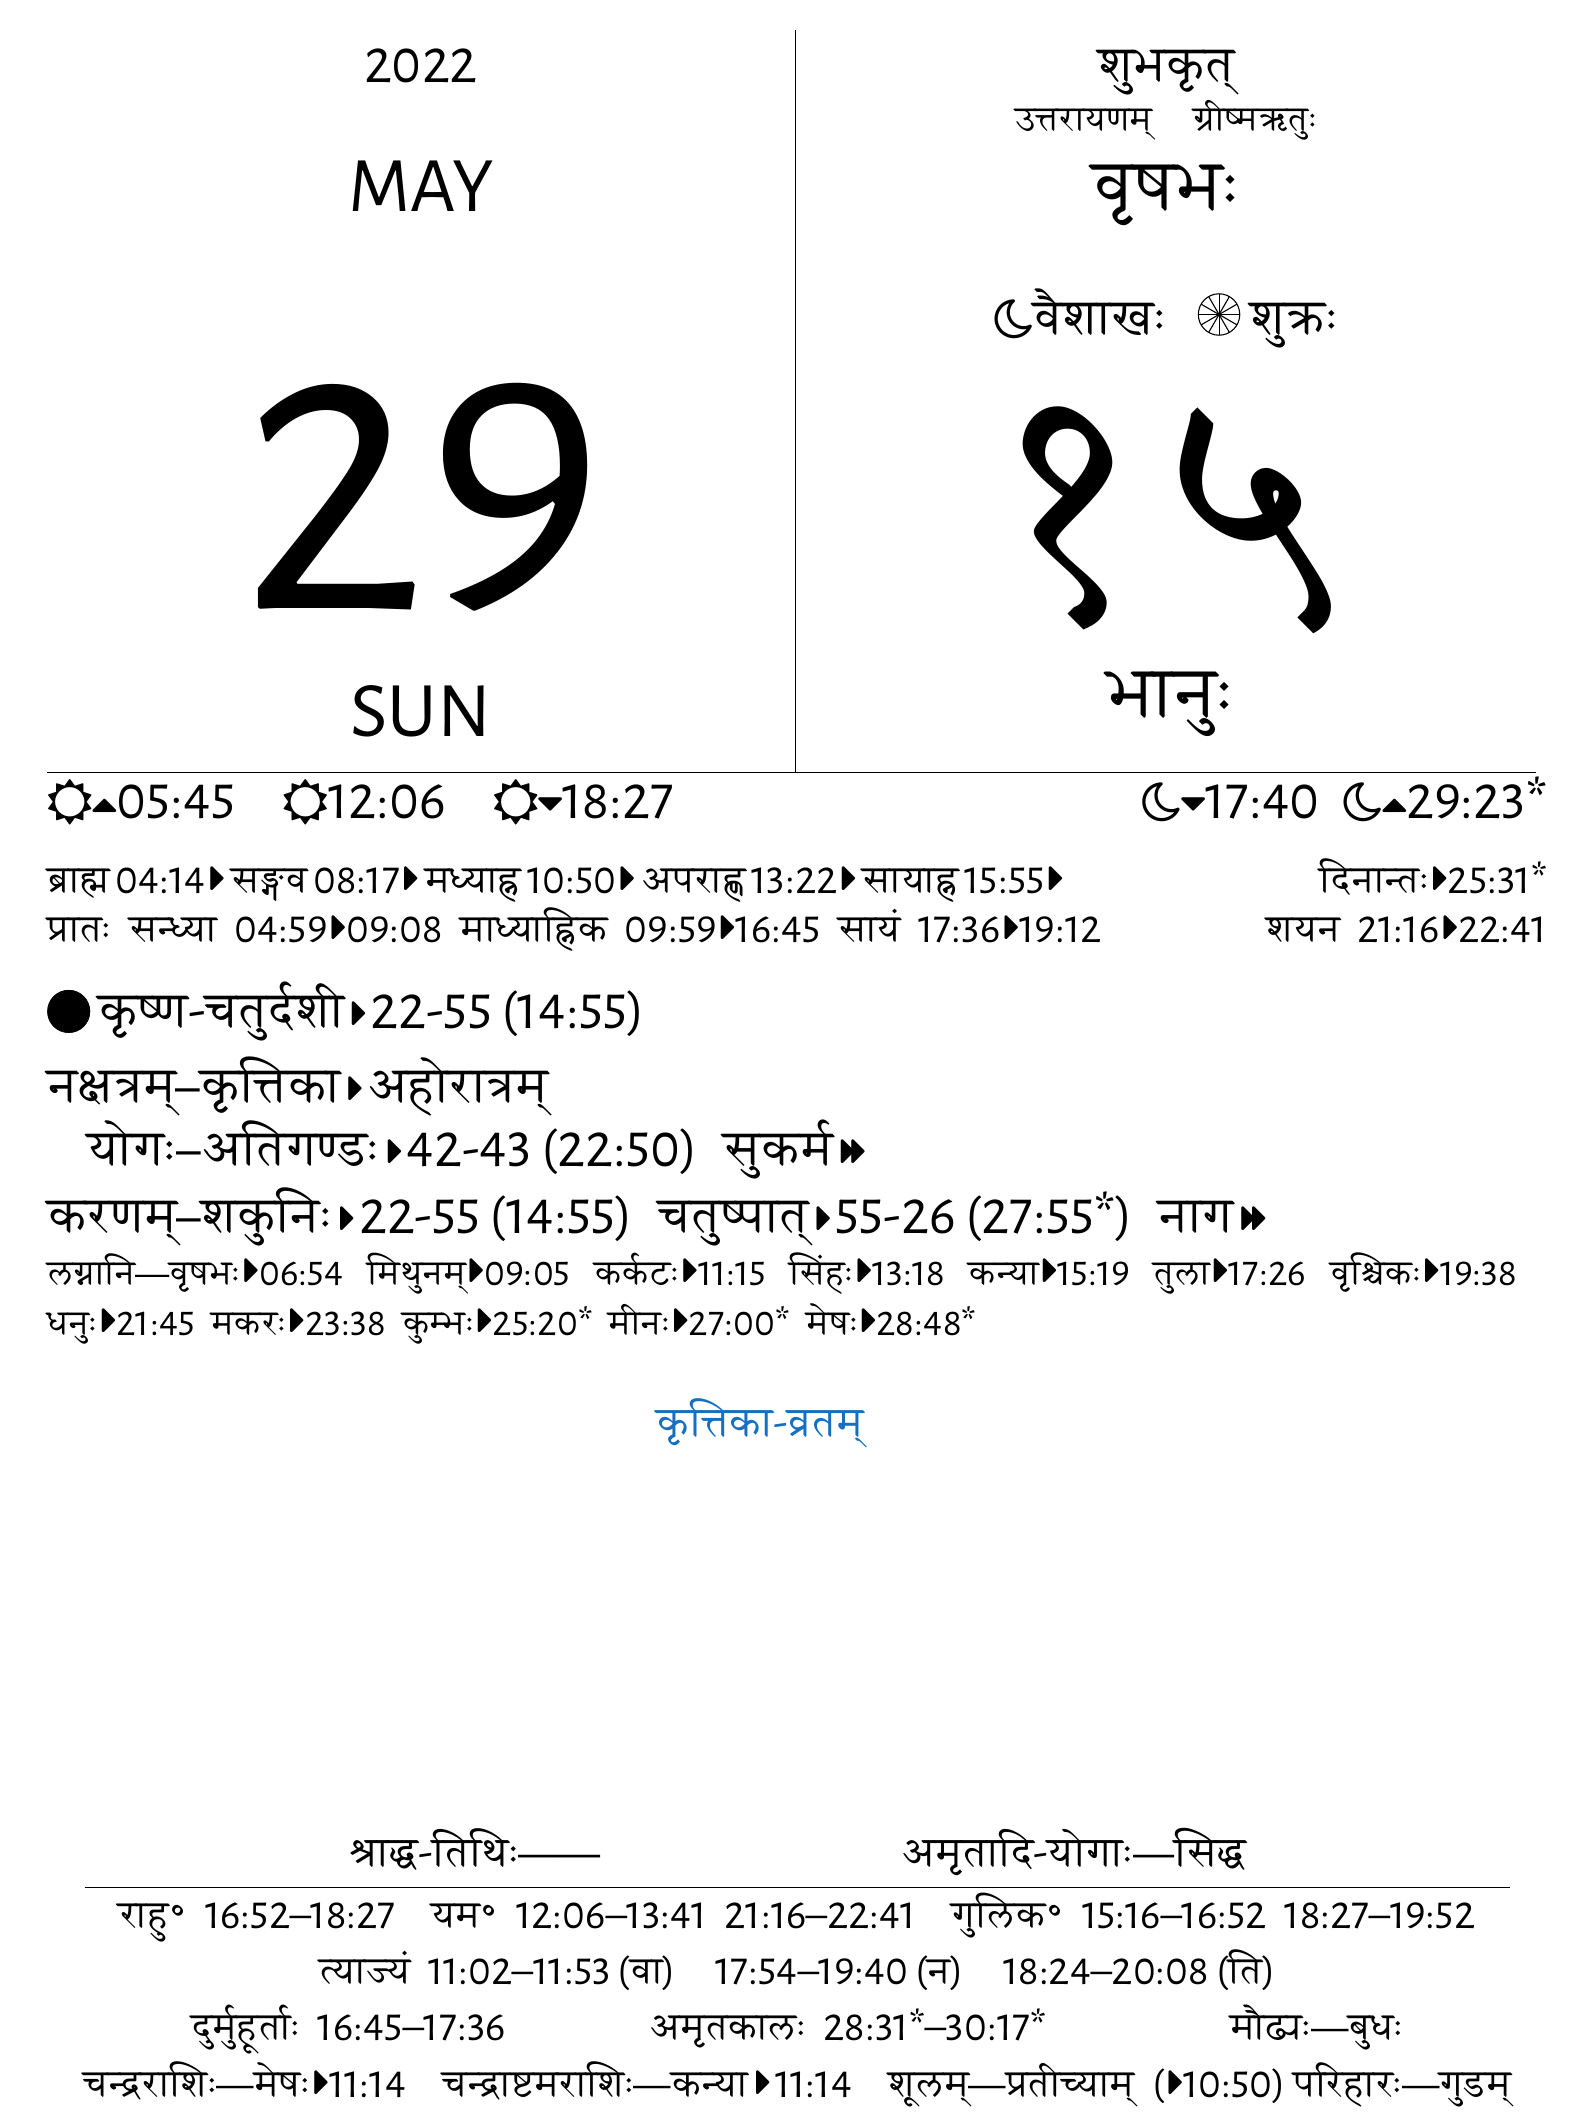 2022
MAY
29
SUN
शुभकृत्
उत्तरायणम् ग्रीष्मऋतुः
वृषभः
वैशाखः शुक्रः
१५
भानुः
05:45 12:06 18:27 17:40 29:23*
ब्राह्म 04:14 सङ्गव 08:17 मध्याह्न 10:50 अपराह्ण 13:22 सायाह्न 15:55 दिनान्तः 25:31*
प्रातः सन्ध्या 04:59 09:08 माध्याह्निक 09:59 16:45 सायं 17:36 19:12 शयन 21:16 22:41
कृष्ण-चतुर्दशी 22-55 (14:55)
नक्षत्रम्–कृत्तिका अहोरात्रम्
योगः–अतिगण्डः 42-43 (22:50) सुकर्म
करणम्–शकुनिः 22-55 (14:55) चतुष्पात् 55-26 (27:55*) नाग
लग्नानि—वृषभः 06:54 मिथुनम् 09:05 कर्कटः 11:15 सिंहः 13:18 कन्या 15:19 तुला 17:26 वृश्चिकः 19:38
धनुः 21:45 मकरः 23:38 कुम्भः 25:20* मीनः 27:00* मेषः 28:48*
कृत्तिका-व्रतम्
श्राद्ध-तिथिः—— अमृतादि-योगाः—सिद्ध
राहु॰ 16:52–18:27 यम॰ 12:06–13:41 21:16–22:41 गुलिक॰ 15:16–16:52 18:27–19:52
त्याज्यं 11:02–11:53 (वा) 17:54–19:40 (न) 18:24–20:08 (ति)
दुर्मुहूर्ताः 16:45–17:36 अमृतकालः 28:31*–30:17* मौढ्यः—बुधः
चन्द्रराशिः—मेषः 11:14 चन्द्राष्टमराशिः—कन्या 11:14 शूलम्—प्रतीच्याम् (10:50) परिहारः—गुडम्